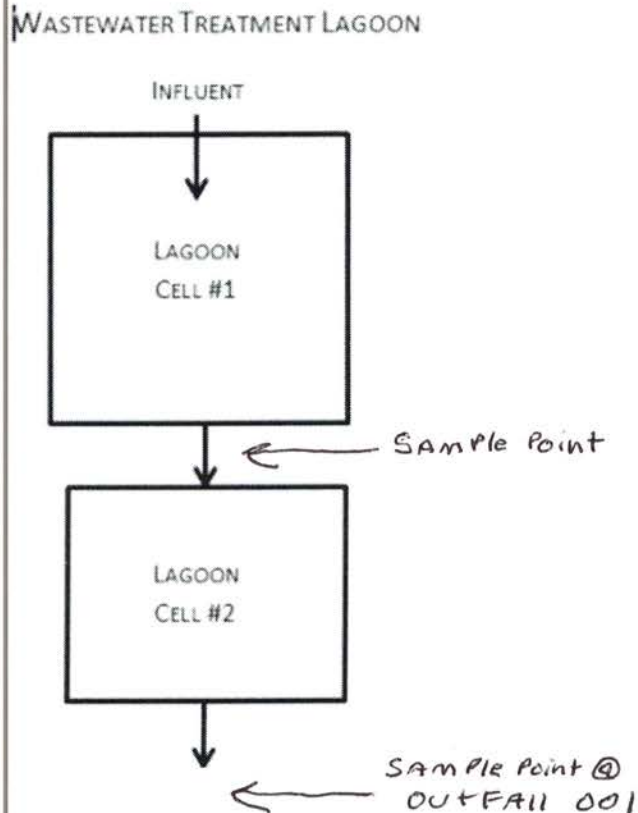 WASTEWATER TREATMENT LAGOON
INFLUENT
LAGOON
CELL #1
SAMPle Point
LAGOON
CELL #2
SAMPle Point @
OUtFAll 001